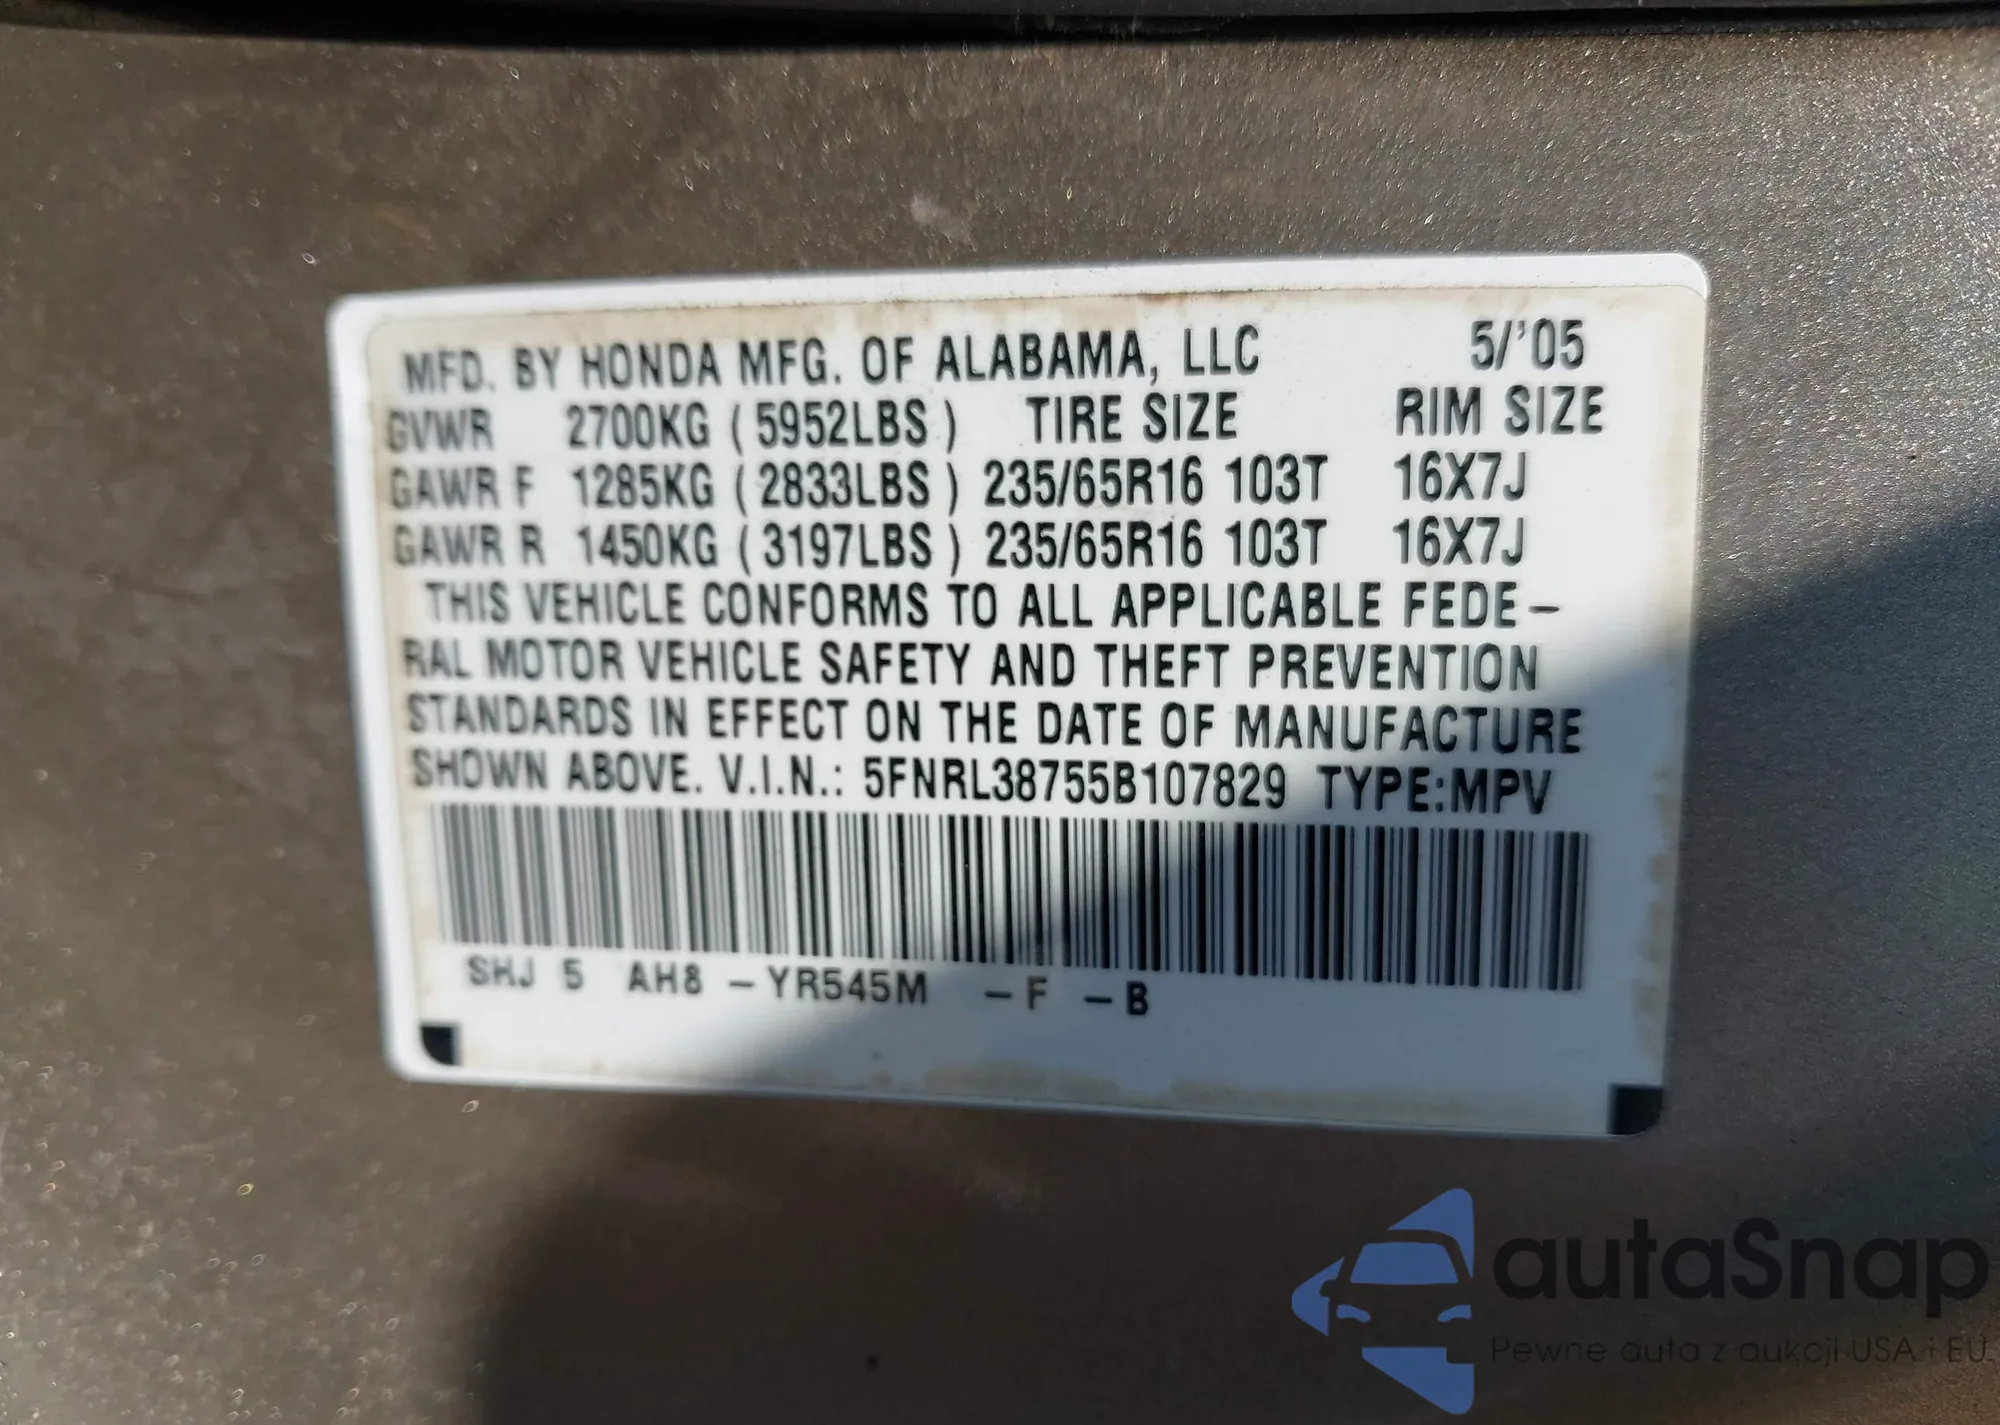 MFD. BY HONDA MFG. OF ALABAMA, LLC 5/'05
GVWR 2700KG (5952LBS) TIRE SIZE RIM SIZE
GAWR F 1285KG (2833LBS) 235/65R16 103T 16X7J
GAWR R 1450KG (3197LBS) 235/65R16 103T 16X7J
THIS VEHICLE CONFORMS TO ALL APPLICABLE FEDE-
RAL MOTOR VEHICLE SAFETY AND THEFT PREVENTION
STANDARDS IN EFFECT ON THE DATE OF MANUFACTURE
SHOWN ABOVE. V.I.N.: 5FNRL38755B107829 TYPE:MPV
SHJ 5 AH8 -YR545M -F -B
autaSnap
Pewne auta z aukcji USA i EU